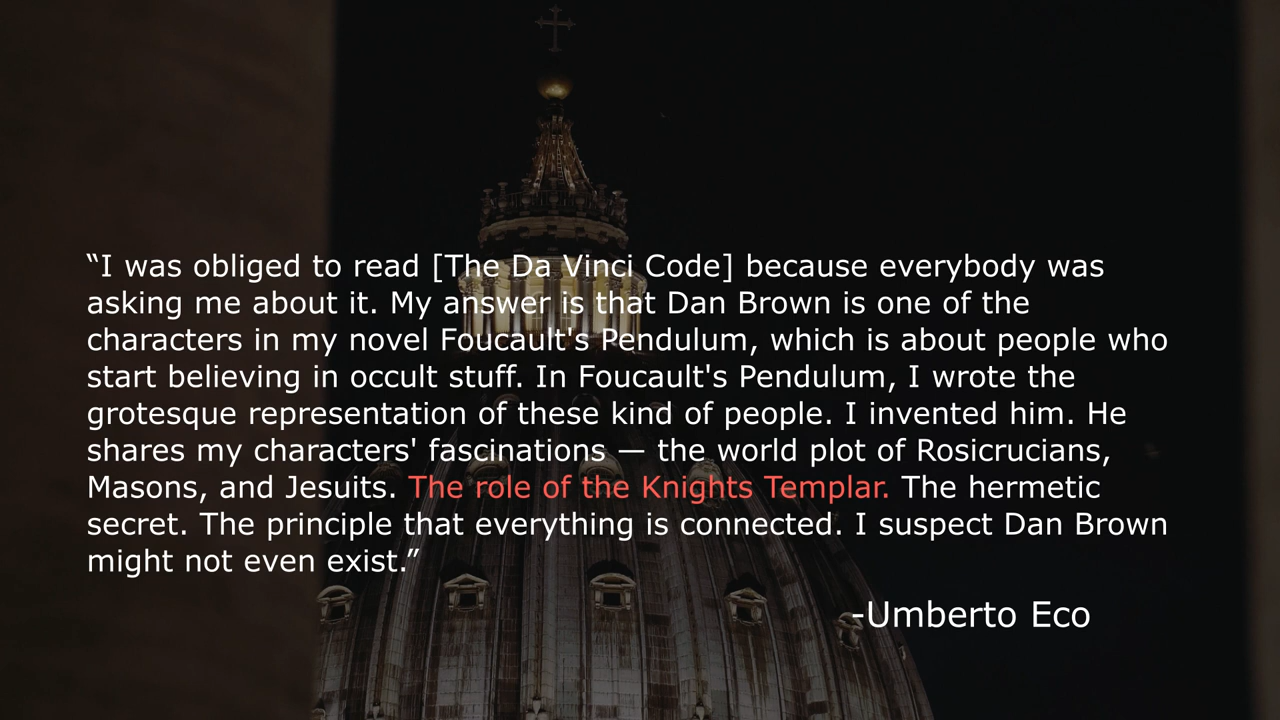 “I was obliged to read [The Da Vinci Code] because everybody was
asking me about it. My answer is that Dan Brown is one of the
characters in my novel Foucault's Pendulum, which is about people who
start believing in occult stuff. In Foucault's Pendulum, I wrote the
grotesque representation of these kind of people. I invented him. He
shares my characters' fascinations — the world plot of Rosicrucians,
Masons, and Jesuits. The role of the Knights Templar. The hermetic
secret. The principle that everything is connected. I suspect Dan Brown
might not even exist.”
-Umberto Eco